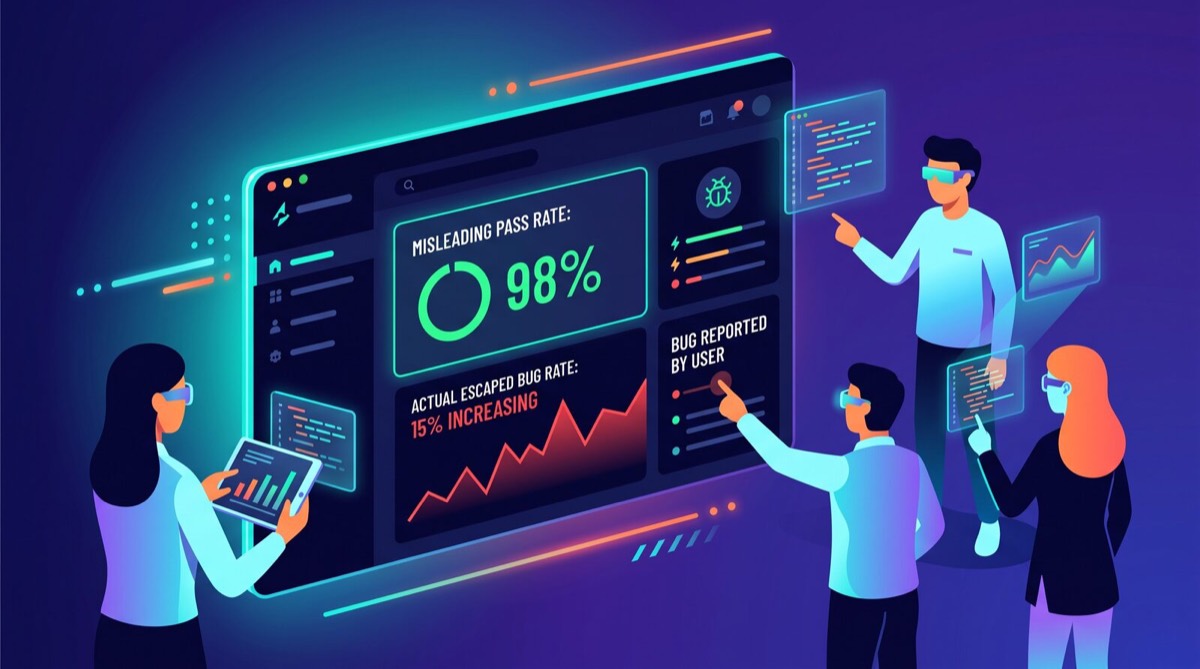 MISLEADING PASS RATE:
98%
ACTUAL ESCAPED BUG RATE:
15% INCREASING
BUG REPORTED
BY USER